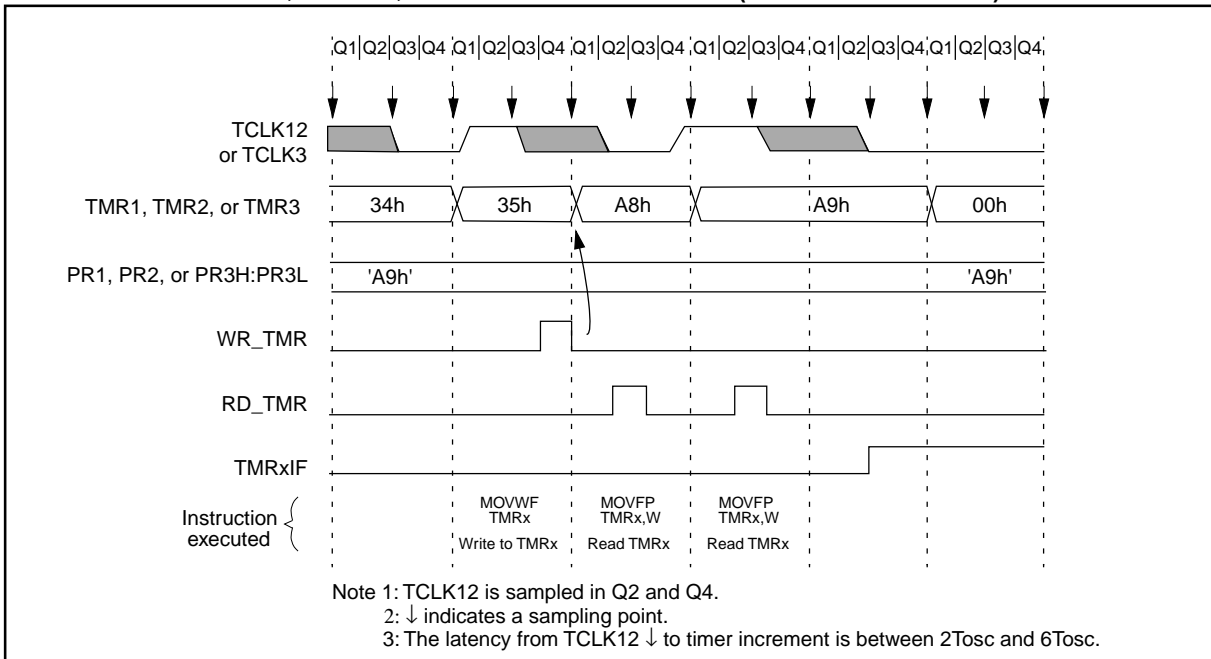 Q1|Q2|Q3|Q4 Q1|Q2|Q3|Q4 Q1|Q2|Q3|Q4 Q1|Q2|Q3|Q4 Q1|Q2|Q3|Q4 Q1|Q2|Q3|Q4
TCLK12
or TCLK3
TMR1, TMR2, or TMR3 34h 35h A8h A9h 00h
PR1, PR2, or PR3H:PR3L 'A9h' 'A9h'
WR_TMR
RD_TMR
TMRxIF
Instruction
executed
MOVWF
TMRx
Write to TMRx
MOVFP
TMRx,W
Read TMRx
MOVFP
TMRx,W
Read TMRx
Note 1: TCLK12 is sampled in Q2 and Q4.
2: ↓ indicates a sampling point.
3: The latency from TCLK12 ↓ to timer increment is between 2Tosc and 6Tosc.